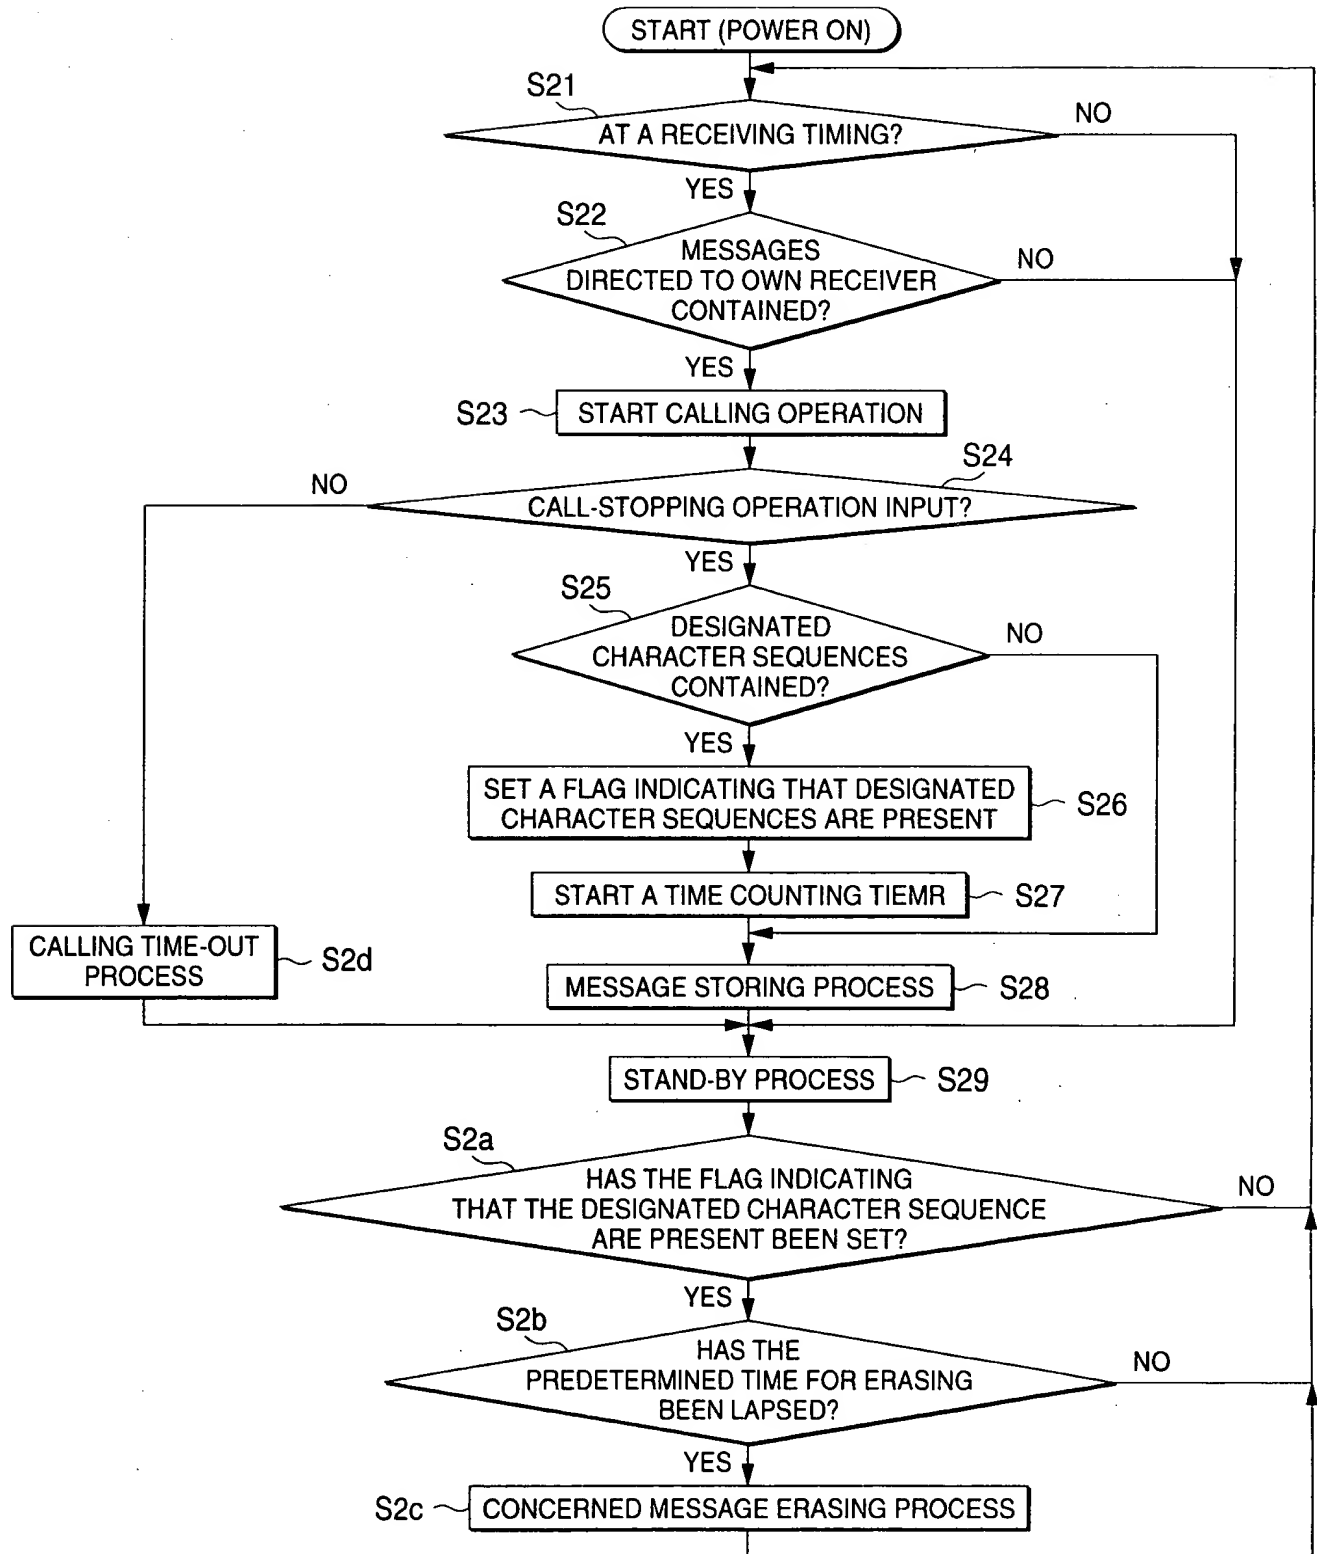 START (POWER ON)
S21
AT A RECEIVING TIMING?
NO
YES
S22
MESSAGES
DIRECTED TO OWN RECEIVER
CONTAINED?
NO
YES
S23
START CALLING OPERATION
S24
NO
CALL-STOPPING OPERATION INPUT?
YES
S25
DESIGNATED
CHARACTER SEQUENCES
CONTAINED?
NO
YES
SET A FLAG INDICATING THAT DESIGNATED
CHARACTER SEQUENCES ARE PRESENT
S26
START A TIME COUNTING TIEMR
S27
CALLING TIME-OUT
PROCESS
S2d
MESSAGE STORING PROCESS
S28
STAND-BY PROCESS
S29
S2a
HAS THE FLAG INDICATING
THAT THE DESIGNATED CHARACTER SEQUENCE
ARE PRESENT BEEN SET?
NO
YES
S2b
HAS THE
PREDETERMINED TIME FOR ERASING
BEEN LAPSED?
NO
YES
S2c
CONCERNED MESSAGE ERASING PROCESS